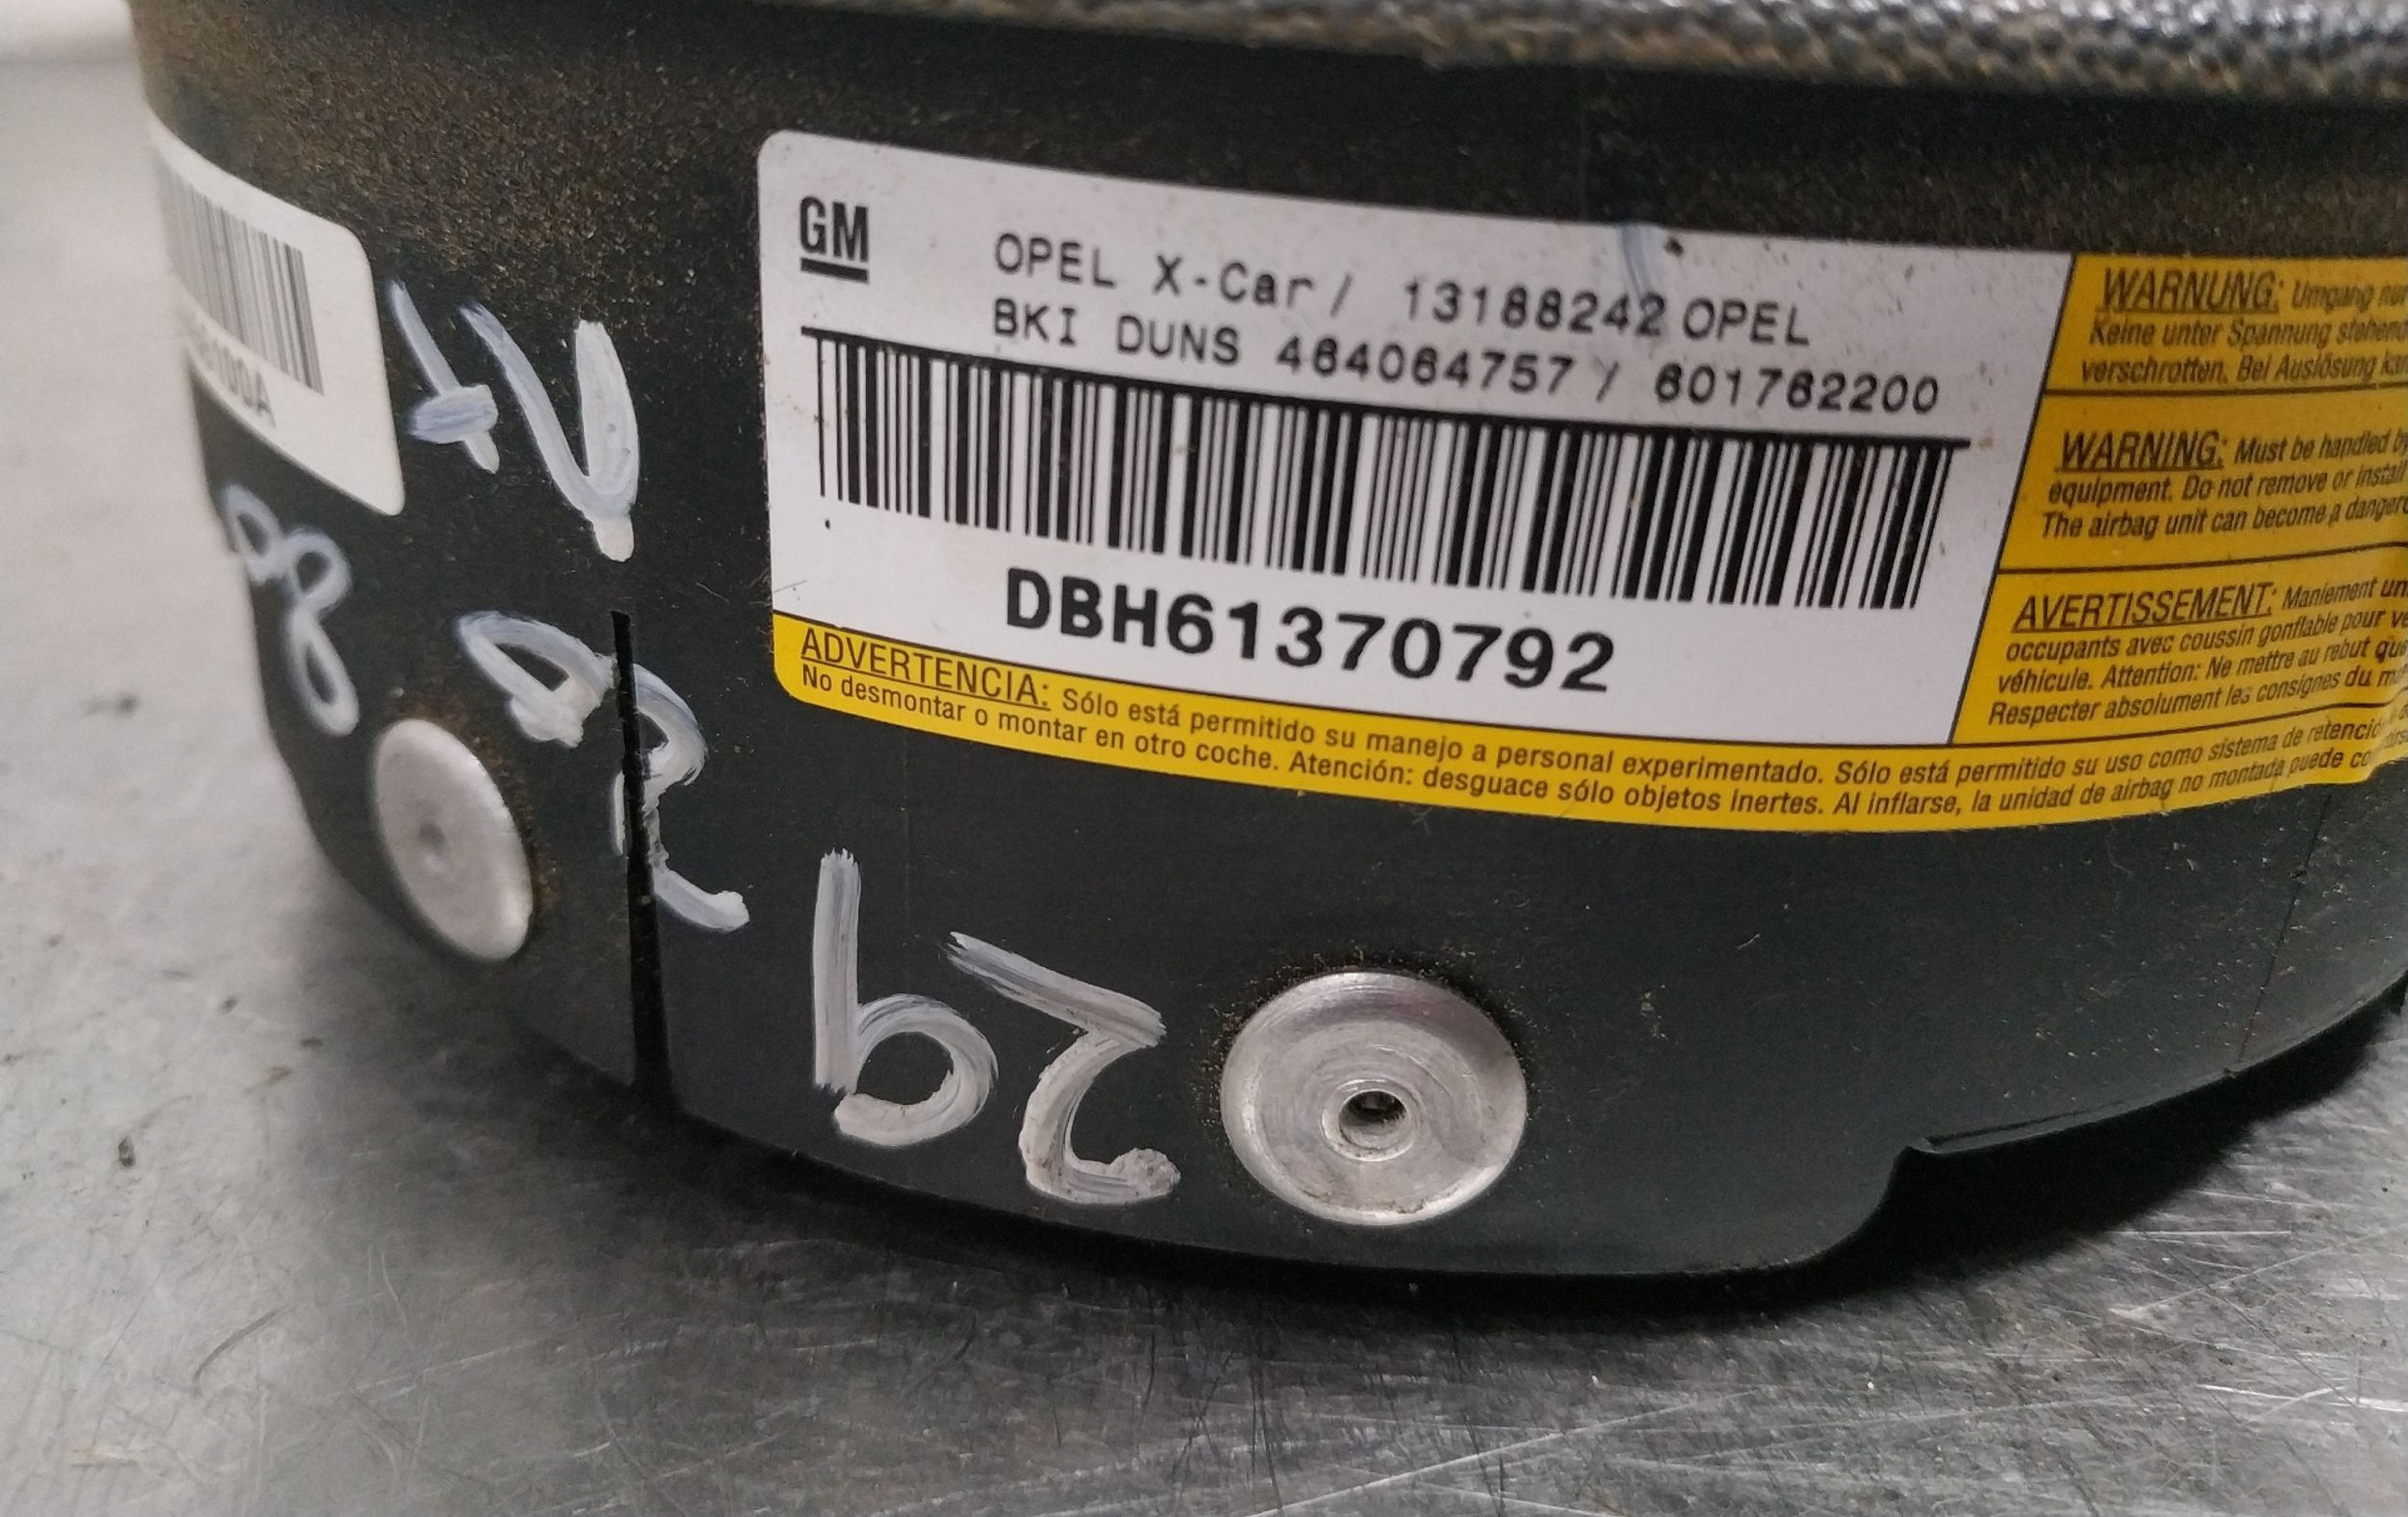 GM
OPEL X-Car / 13188242 OPEL
BKI DUNS 464064757 / 601762200
DBH61370792
ADVERTENCIA: Sólo está permitido su manejo a personal experimentado. Sólo está permitido su uso como sistema de
No desmontar o montar en otro coche. Atención: desguace sólo objetos inertes. Al inflarse, la unidad de airbag no montada puede
WARNUNG: Umgang
Keine unter Spannung
verschrotten. Bei Auslösung
WARNING: Must be handled
equipment. Do not remove or install
The airbag unit can become a
AVERTISSEMENT: Maniement
occupants avec coussin gonflable pour
véhicule. Attention: Ne mettre au rebut que
Respecter absolument les consignes du